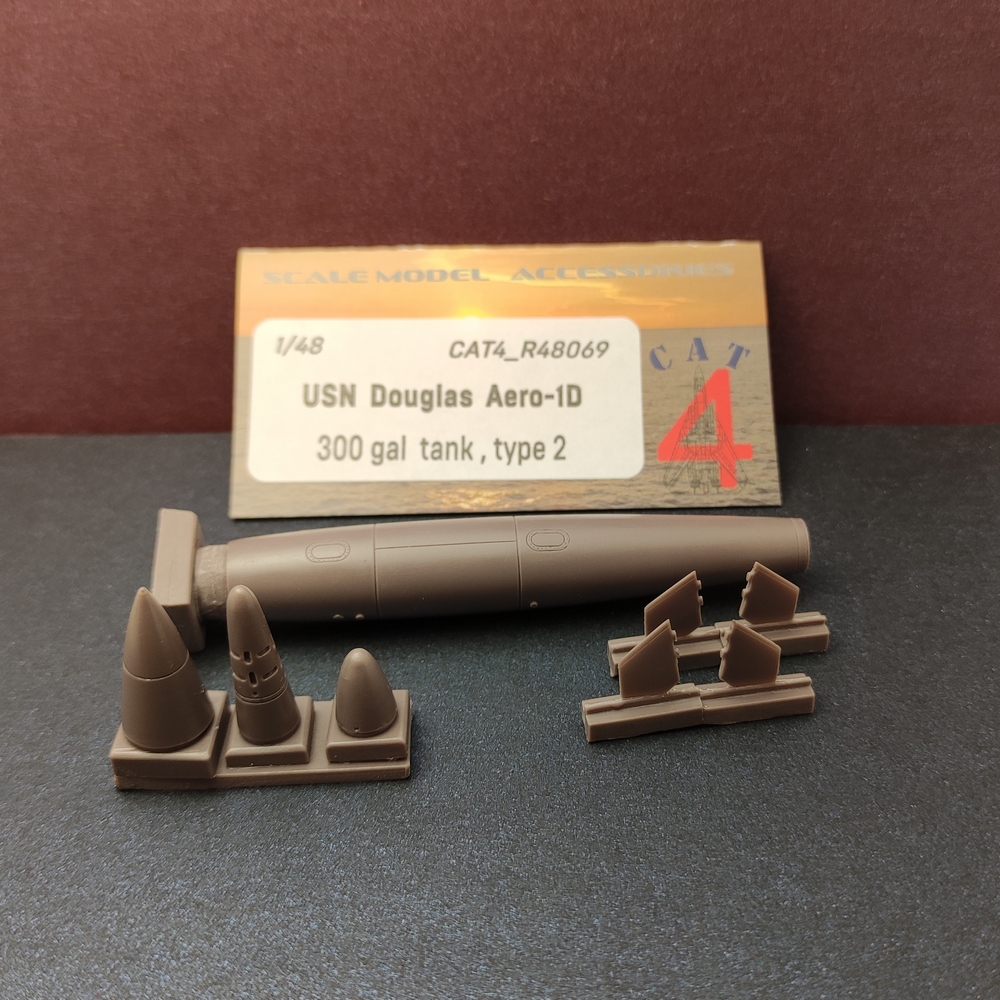 SCALE MODEL ACCESSORIES
1/48 CAT4_R48069
USN Douglas Aero-1D
300 gal tank, type 2
CAT
4